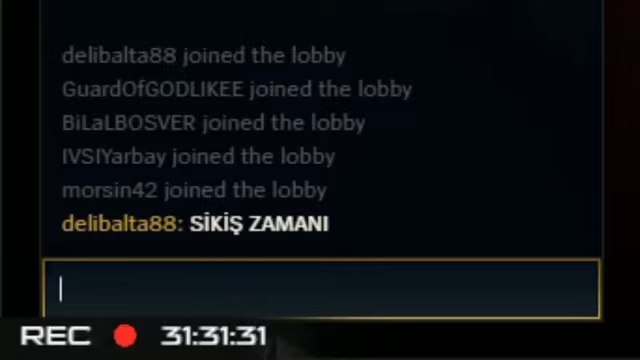 delibalta88 joined the lobby
GuardOfGODLIKEE joined the lobby
BiLaLBOSVER joined the lobby
IVSIYarbay joined the lobby
morsin42 joined the lobby
delibalta88: SİKİŞ ZAMANI
REC 31:31:31